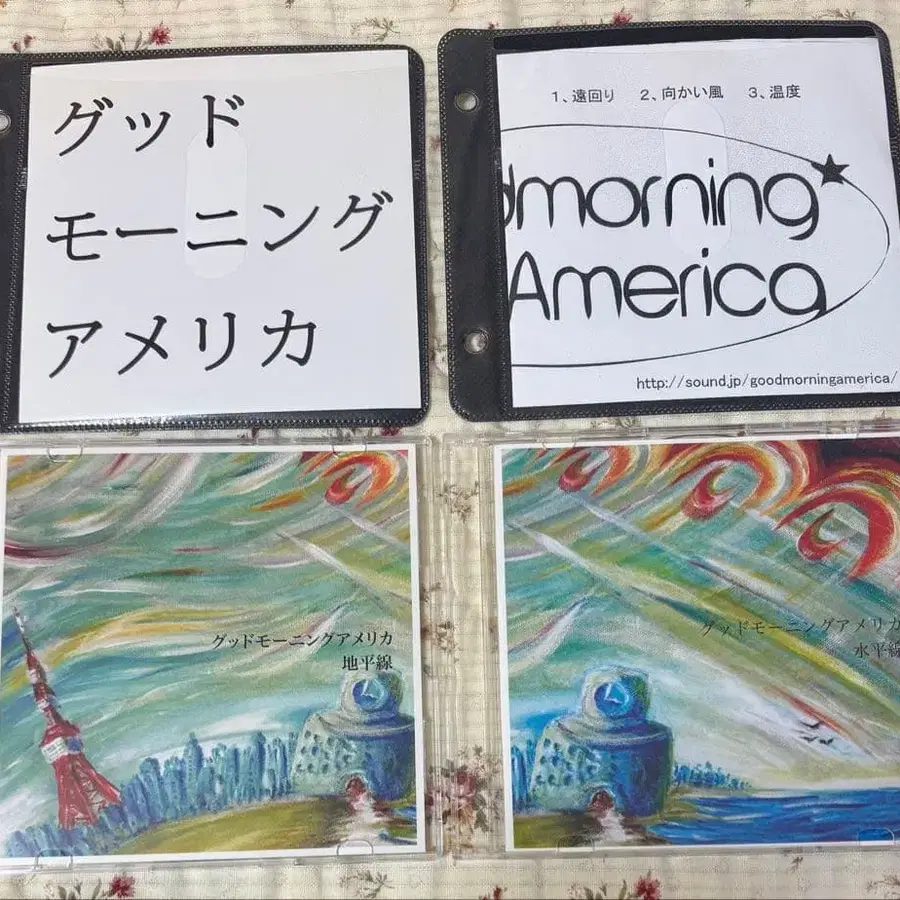 グッド
モーニング
アメリカ
1、遠回り 2、向かい風 3、温度
dmorning
America
http://sound.jp/goodmorningamerica/
グッドモーニングアメリカ
地平線
グッドモーニングアメリカ
水平線